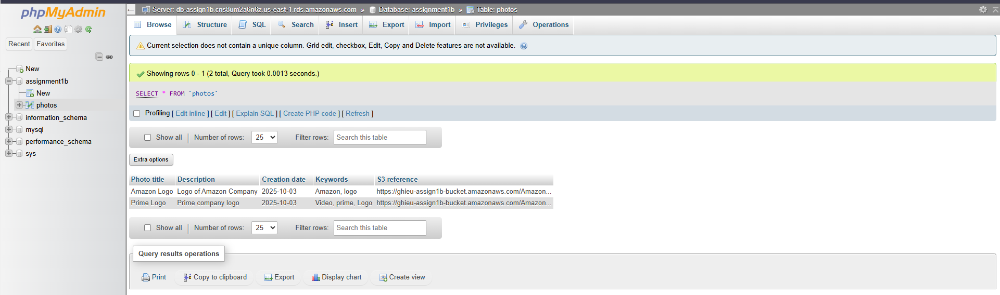 phpMyAdmin
Recent Favorites
New
assignment1b
New
photos
information_schema
mysql
performance_schema
sys
Server: db-assign1b.cns8um2a6n6z.us-east-1.rds.amazonaws.com » Database: assignment1b » Table: photos
Browse Structure SQL Search Insert Export Import Privileges Operations
Current selection does not contain a unique column. Grid edit, checkbox, Edit, Copy and Delete features are not available.
Showing rows 0 - 1 (2 total, Query took 0.0013 seconds.)
SELECT * FROM `photos`
Profiling [ Edit inline ] [ Edit ] [ Explain SQL ] [ Create PHP code ] [ Refresh ]
Show all | Number of rows: 25 Filter rows: Search this table
Extra options
Photo title Description Creation date Keywords S3 reference
Amazon Logo Logo of Amazon Company 2025-10-03 Amazon, logo https://ghieu-assign1b-bucket.amazonaws.com/Amazon...
Prime Logo Prime company logo 2025-10-03 Video, prime, Logo https://ghieu-assign1b-bucket.amazonaws.com/Amazon...
Show all | Number of rows: 25 Filter rows: Search this table
Query results operations
Print Copy to clipboard Export Display chart Create view